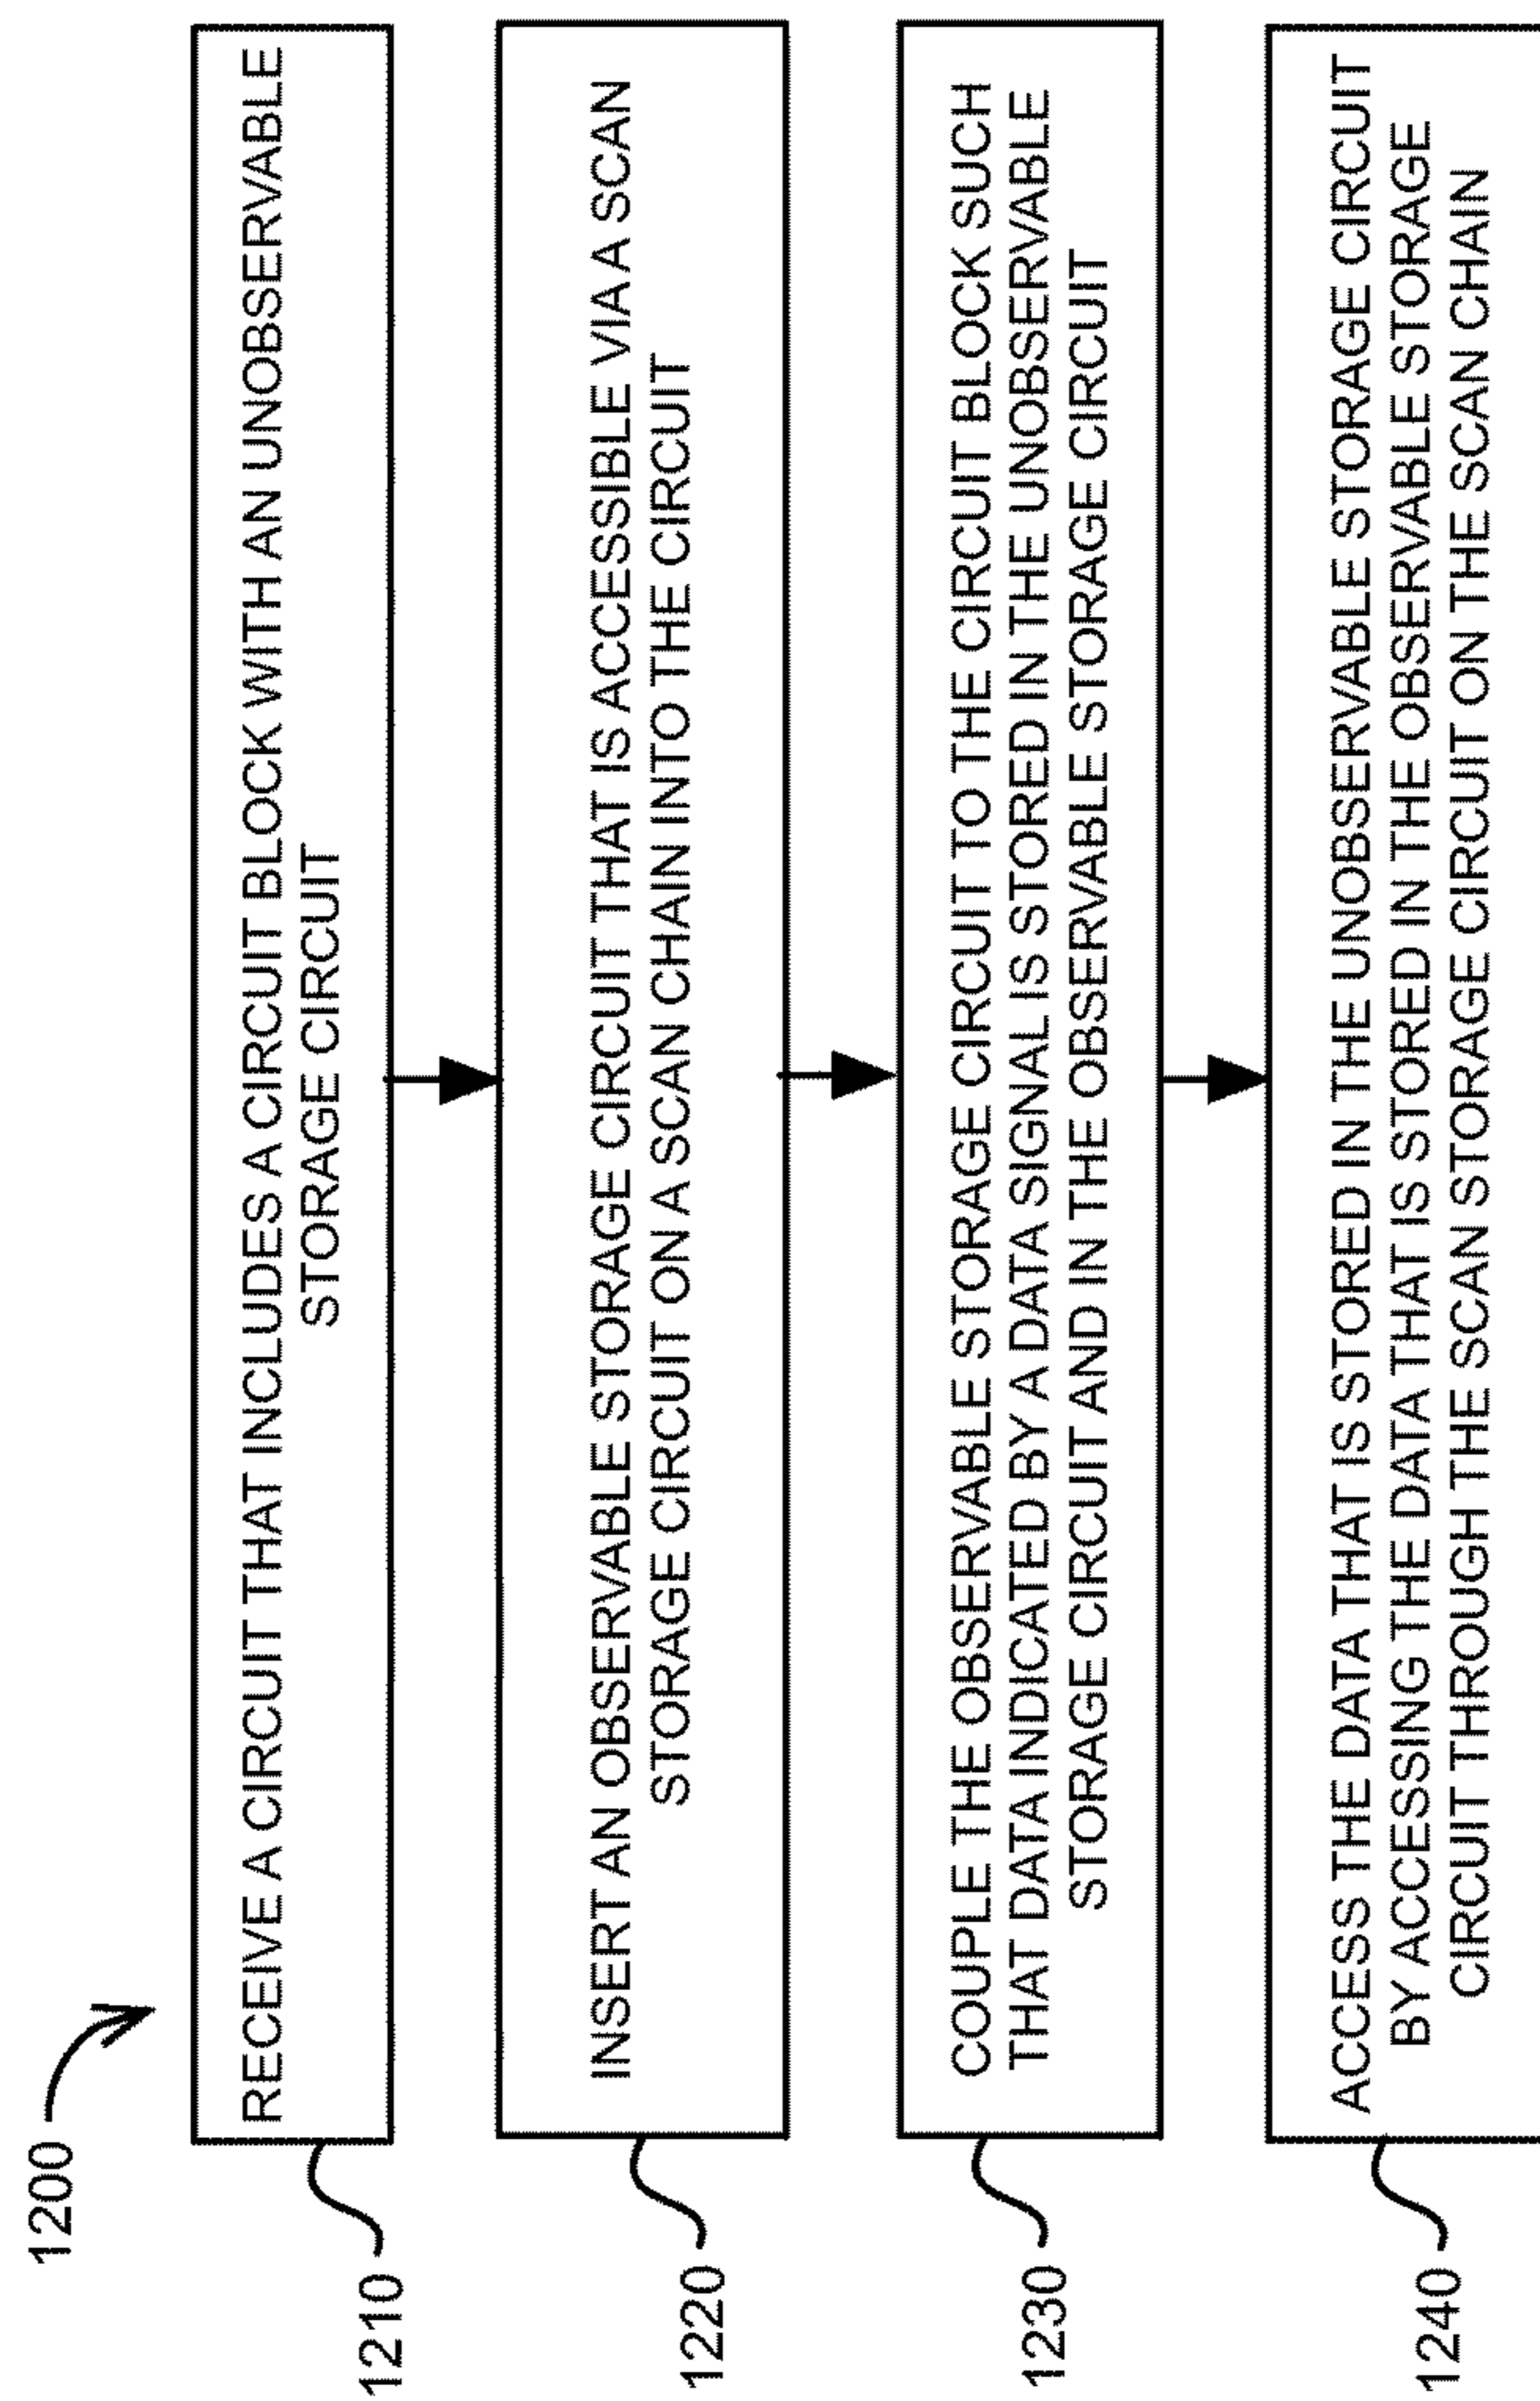 1200
1210
RECEIVE A CIRCUIT THAT INCLUDES A CIRCUIT BLOCK WITH AN UNOBSERVABLE
STORAGE CIRCUIT
1220
INSERT AN OBSERVABLE STORAGE CIRCUIT THAT IS ACCESSIBLE VIA A SCAN
STORAGE CIRCUIT ON A SCAN CHAIN INTO THE CIRCUIT
1230
COUPLE THE OBSERVABLE STORAGE CIRCUIT TO THE CIRCUIT BLOCK SUCH
THAT DATA INDICATED BY A DATA SIGNAL IS STORED IN THE UNOBSERVABLE
STORAGE CIRCUIT AND IN THE OBSERVABLE STORAGE CIRCUIT
1240
ACCESS THE DATA THAT IS STORED IN THE UNOBSERVABLE STORAGE CIRCUIT
BY ACCESSING THE DATA THAT IS STORED IN THE OBSERVABLE STORAGE
CIRCUIT THROUGH THE SCAN STORAGE CIRCUIT ON THE SCAN CHAIN